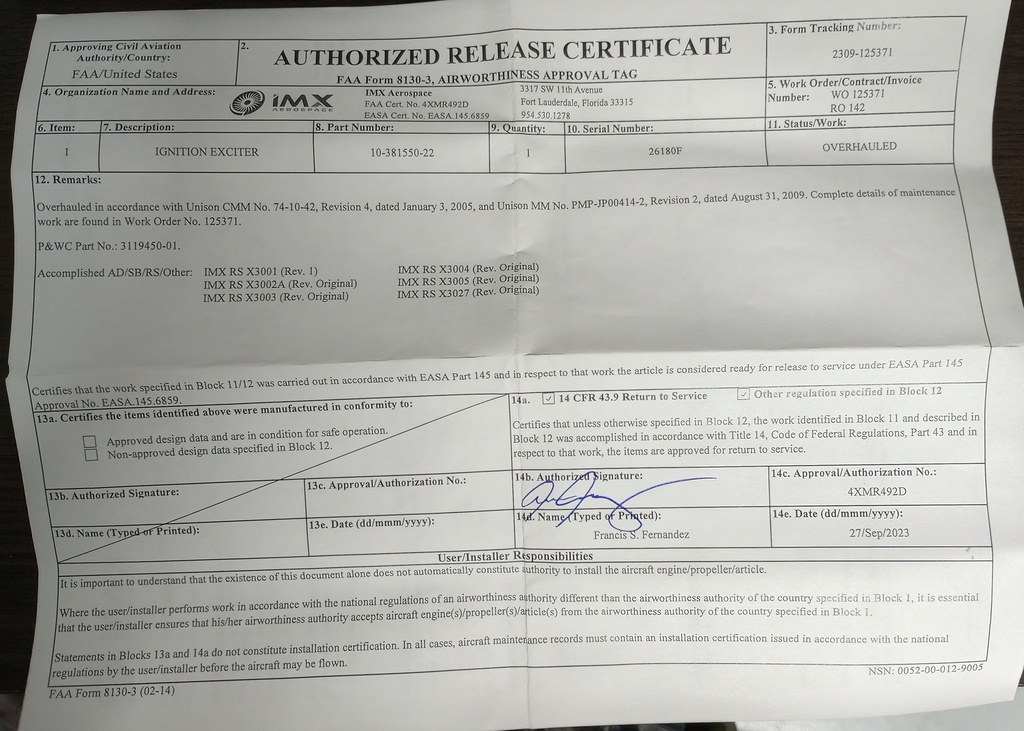 1. Approving Civil Aviation
Authority/Country:
FAA/United States
2.
AUTHORIZED RELEASE CERTIFICATE
FAA Form 8130-3, AIRWORTHINESS APPROVAL TAG
3. Form Tracking Number:
2309-125371
4. Organization Name and Address:
IMX
AEROSPACE
IMX Aerospace
FAA Cert. No. 4XMR492D
EASA Cert. No. EASA.145.6859
3317 SW 11th Avenue
Fort Lauderdale, Florida 33315
954.530.1278
5. Work Order/Contract/Invoice
Number: WO 125371
RO 142
6. Item:
1
7. Description:
IGNITION EXCITER
8. Part Number:
10-381550-22
9. Quantity:
1
10. Serial Number:
26180F
11. Status/Work:
OVERHAULED
12. Remarks:
Overhauled in accordance with Unison CMM No. 74-10-42, Revision 4, dated January 3, 2005, and Unison MM No. PMP-JP00414-2, Revision 2, dated August 31, 2009. Complete details of maintenance
work are found in Work Order No. 125371.
P&WC Part No.: 3119450-01.
Accomplished AD/SB/RS/Other: IMX RS X3001 (Rev. 1) IMX RS X3004 (Rev. Original)
IMX RS X3002A (Rev. Original) IMX RS X3005 (Rev. Original)
IMX RS X3003 (Rev. Original) IMX RS X3027 (Rev. Original)
Certifies that the work specified in Block 11/12 was carried out in accordance with EASA Part 145 and in respect to that work the article is considered ready for release to service under EASA Part 145
Approval No. EASA.145.6859.
13a. Certifies the items identified above were manufactured in conformity to:
Approved design data and are in condition for safe operation.
Non-approved design data specified in Block 12.
14a. 14 CFR 43.9 Return to Service Other regulation specified in Block 12
Certifies that unless otherwise specified in Block 12, the work identified in Block 11 and described in
Block 12 was accomplished in accordance with Title 14, Code of Federal Regulations, Part 43 and in
respect to that work, the items are approved for return to service.
13b. Authorized Signature:
13c. Approval/Authorization No.:
14b. Authorized Signature:
14c. Approval/Authorization No.:
4XMR492D
13d. Name (Typed or Printed):
13e. Date (dd/mmm/yyyy):
14d. Name (Typed or Printed):
Francis S. Fernandez
14e. Date (dd/mmm/yyyy):
27/Sep/2023
User/Installer Responsibilities
It is important to understand that the existence of this document alone does not automatically constitute authority to install the aircraft engine/propeller/article.
Where the user/installer performs work in accordance with the national regulations of an airworthiness authority different than the airworthiness authority of the country specified in Block 1, it is essential
that the user/installer ensures that his/her airworthiness authority accepts aircraft engine(s)/propeller(s)/article(s) from the airworthiness authority of the country specified in Block 1.
Statements in Blocks 13a and 14a do not constitute installation certification. In all cases, aircraft maintenance records must contain an installation certification issued in accordance with the national
regulations by the user/installer before the aircraft may be flown.
FAA Form 8130-3 (02-14)
NSN: 0052-00-012-9005